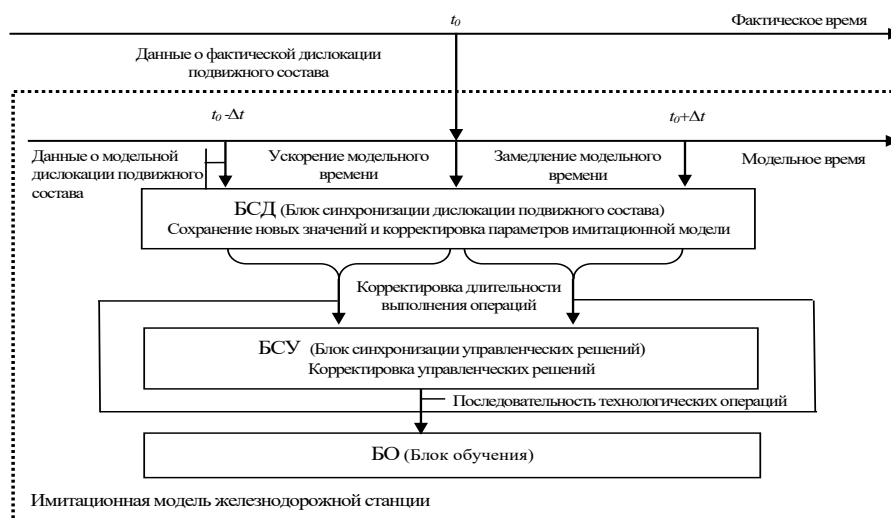 t₀
Фактическое время
Данные о фактической дислокации
подвижного состава
t₀ -Δt
t₀+Δt
Данные о модельной
дислокации подвижного
состава
Ускорение модельного
времени
Замедление модельного
времени
Модельное время
БСД (Блок синхронизации дислокации подвижного состава)
Сохранение новых значений и корректировка параметров имитационной модели
Корректировка длительности
выполнения операций
БСУ (Блок синхронизации управленческих решений)
Корректировка управленческих решений
Последовательность технологических операций
БО (Блок обучения)
Имитационная модель железнодорожной станции